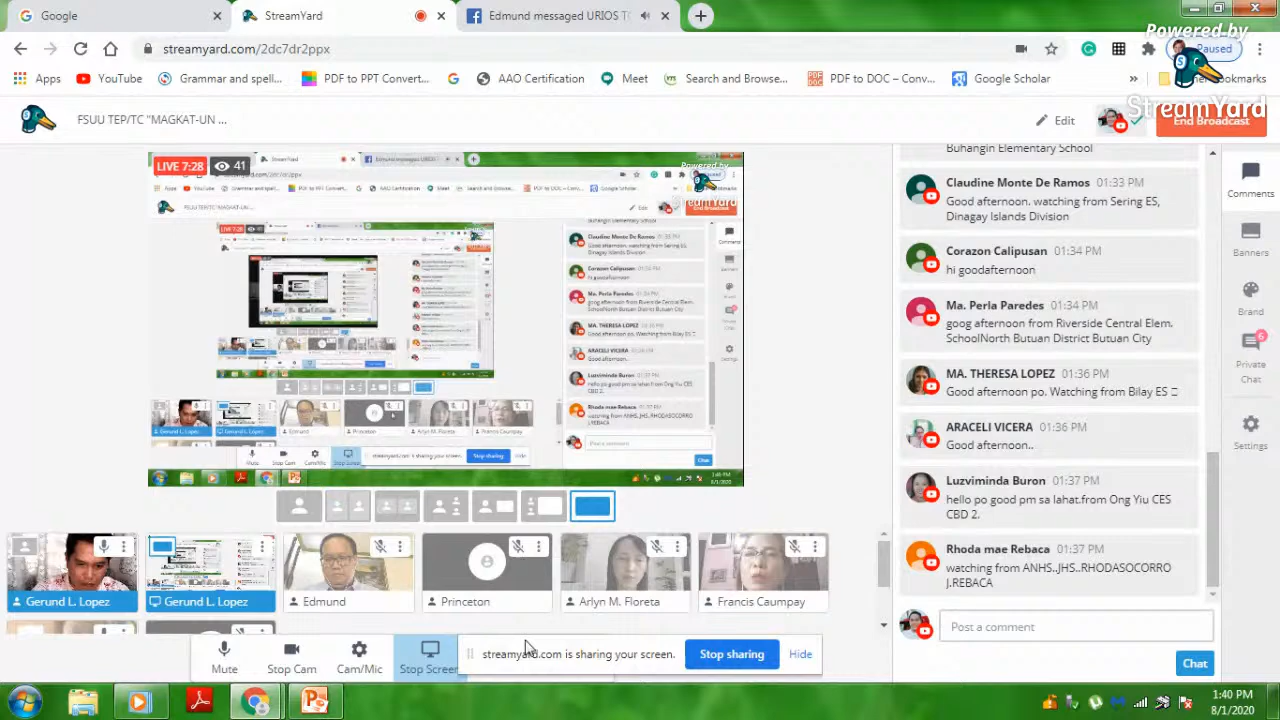 Google
StreamYard
Edmund messaged URIOS T
Powered by
streamyard.com/2dc7dr2ppx
Paused
Apps
YouTube
Grammar and spell...
PDF to PPT Convert...
AAO Certification
Meet
Search and Browse...
PDF to DOC – Conv...
Google Scholar
»
Bookmarks
StreamYard
FSUU TEP/TC "MAGKAT-UN ...
Edit
End Broadcast
LIVE 7:28
41
Buhangin Elementary School
Claudine Monte De Ramos 01:33 PM
Good afternoon. watching from Sering ES,
Dinagay Islands Division
Corazon Calipusan 01:34 PM
hi goodafternoon
Ma. Perla Paredes 01:34 PM
gong afternoon, from Riverside Central Elem.
SchoolNorth Butuan District Butuan City
MA. THERESA LOPEZ 01:36 PM
Good afternoon po. Watching from Bilay ES
ARACELI VICERA 01:36 PM
Good afternoon..
Luzviminda Buron 01:37 PM
hello po good pm sa lahat.from Ong Yiu CES
CBD 2.
Rhoda mae Rebaca 01:37 PM
watching from ANHS..JHS..RHODASOCORRO
L.REBACA
Comments
Banners
Brand
6
Private
Chat
Settings
Post a comment
Chat
Gerund L. Lopez
Gerund L. Lopez
Edmund
Princeton
Arlyn M. Floreta
Francis Caumpay
Mute
Stop Cam
Cam/Mic
Stop Screen
streamyard.com is sharing your screen.
Stop sharing
Hide
1:40 PM
8/1/2020